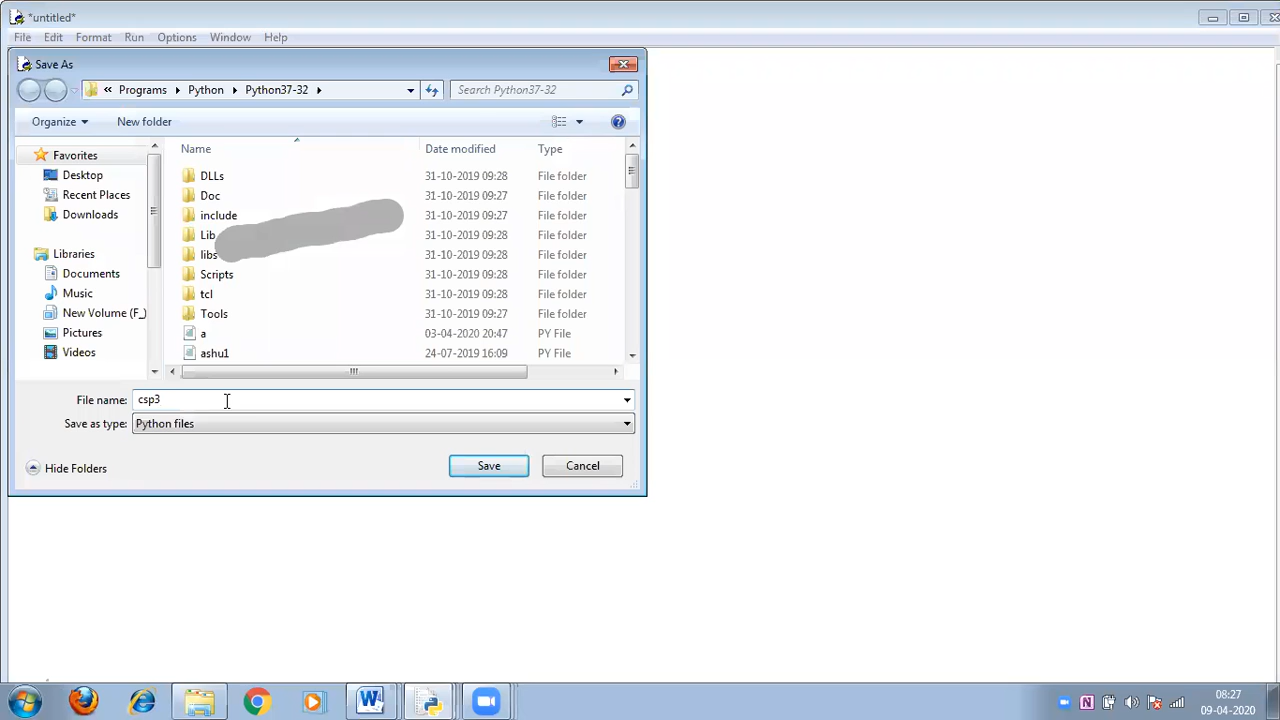 *untitled*
File Edit Format Run Options Window Help
Save As
« Programs Python Python37-32 Search Python37-32
Organize New folder
Name Date modified Type
Favorites
Desktop
Recent Places
Downloads
Libraries
Documents
Music
New Volume (F_)
Pictures
Videos
DLLs 31-10-2019 09:28 File folder
Doc 31-10-2019 09:27 File folder
include 31-10-2019 09:27 File folder
Lib 31-10-2019 09:28 File folder
libs 31-10-2019 09:28 File folder
Scripts 31-10-2019 09:28 File folder
tcl 31-10-2019 09:28 File folder
Tools 31-10-2019 09:27 File folder
a 03-04-2020 20:47 PY File
ashu1 24-07-2019 16:09 PY File
File name: csp3
Save as type: Python files
Hide Folders Save Cancel
08:27
09-04-2020